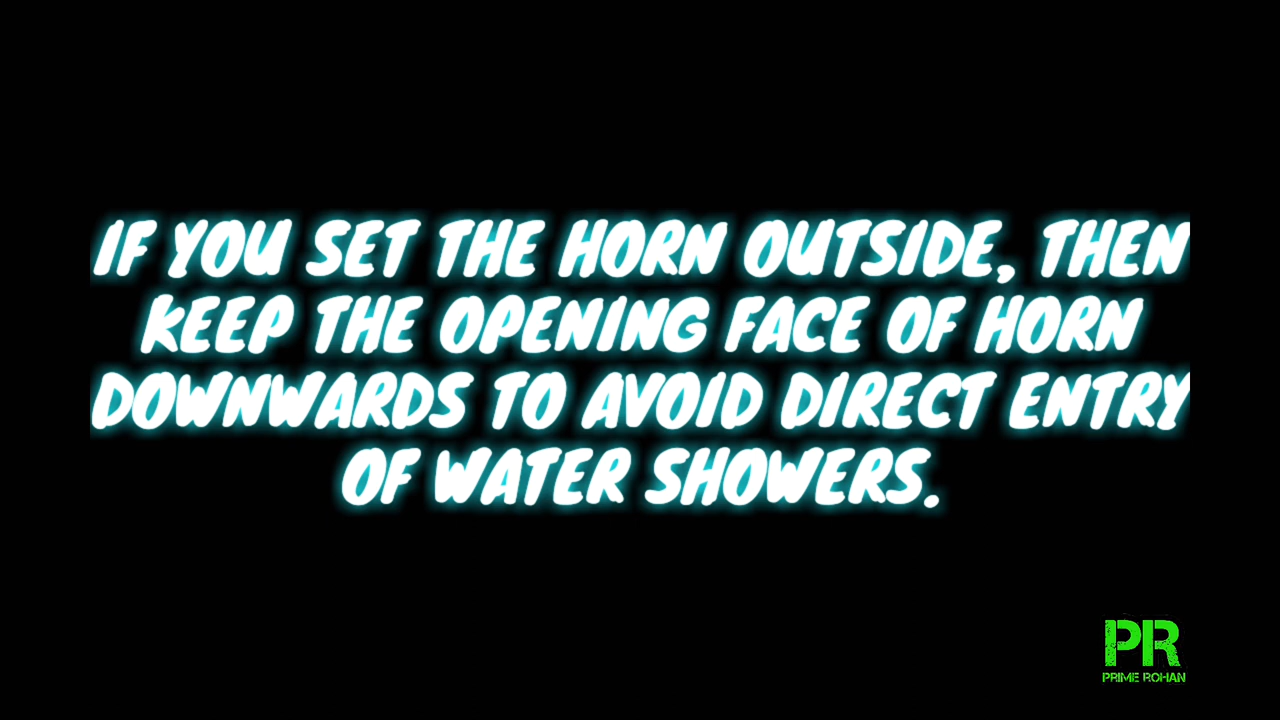 IF YOU SET THE HORN OUTSIDE, THEN
KEEP THE OPENING FACE OF HORN
DOWNWARDS TO AVOID DIRECT ENTRY
OF WATER SHOWERS.
PR
PRIME ROHAN